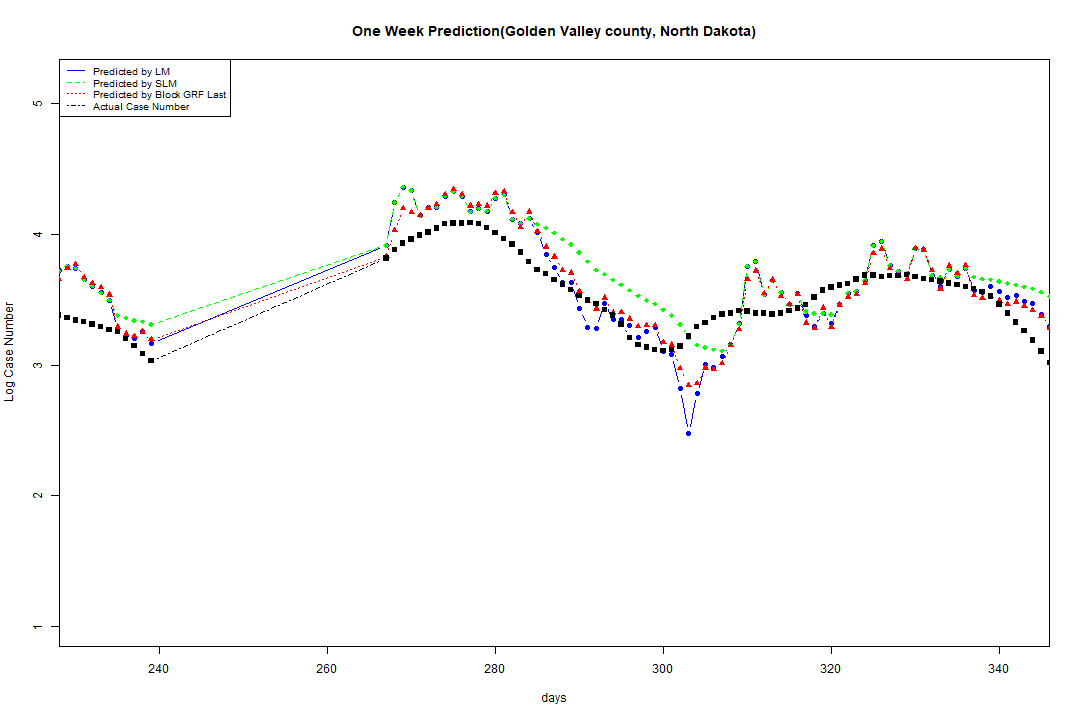 One Week Prediction(Golden Valley county, North Dakota)
Predicted by LM
Predicted by SLM
Predicted by Block GRF Last
Actual Case Number
5
4
3
2
1
Log Case Number
240
260
280
300
320
340
days